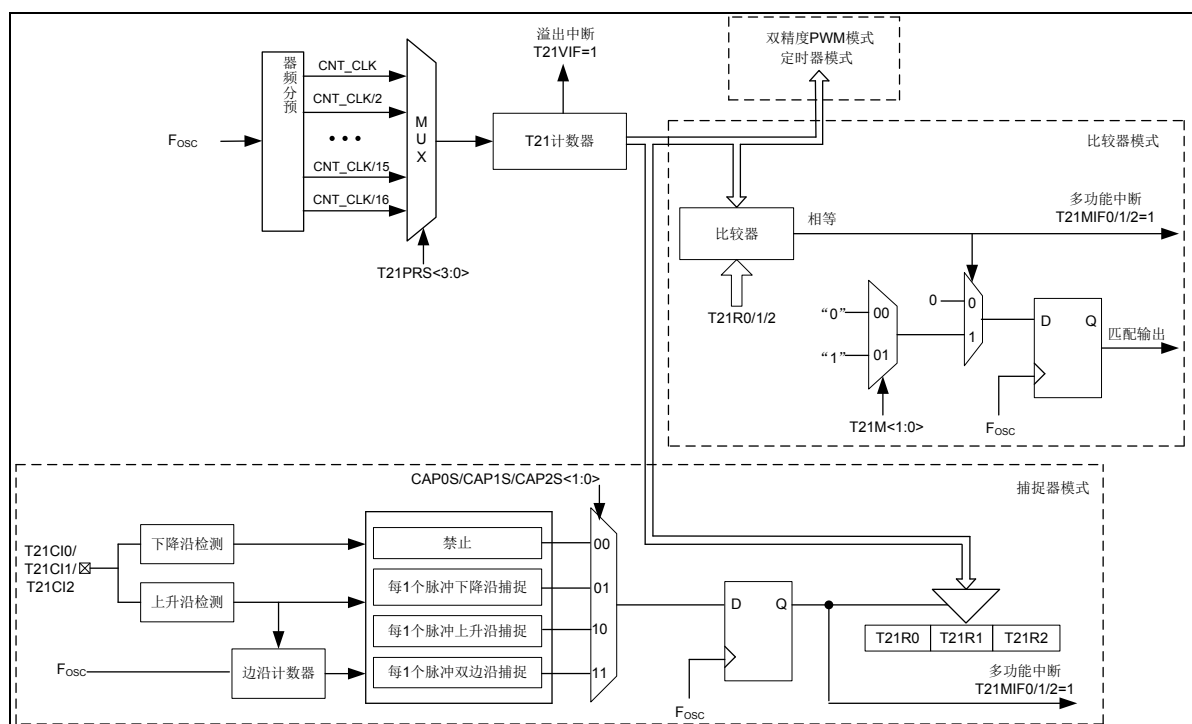 溢出中断
T21VIF=1
双精度PWM模式
定时器模式
器
频
分
预
CNT_CLK
CNT_CLK/2
CNT_CLK/15
CNT_CLK/16
FOSC
M
U
X
T21计数器
T21PRS<3:0>
比较器模式
比较器
相等
多功能中断
T21MIF0/1/2=1
T21R0/1/2
“0”
00
“1”
01
T21M<1:0>
0
0
1
D
Q
匹配输出
FOSC
捕捉器模式
CAP0S/CAP1S/CAP2S<1:0>
T21CI0/
T21CI1/
T21CI2
下降沿检测
上升沿检测
边沿计数器
FOSC
禁止
每1个脉冲下降沿捕捉
每1个脉冲上升沿捕捉
每1个脉冲双边沿捕捉
00
01
10
11
D
Q
FOSC
T21R0
T21R1
T21R2
多功能中断
T21MIF0/1/2=1